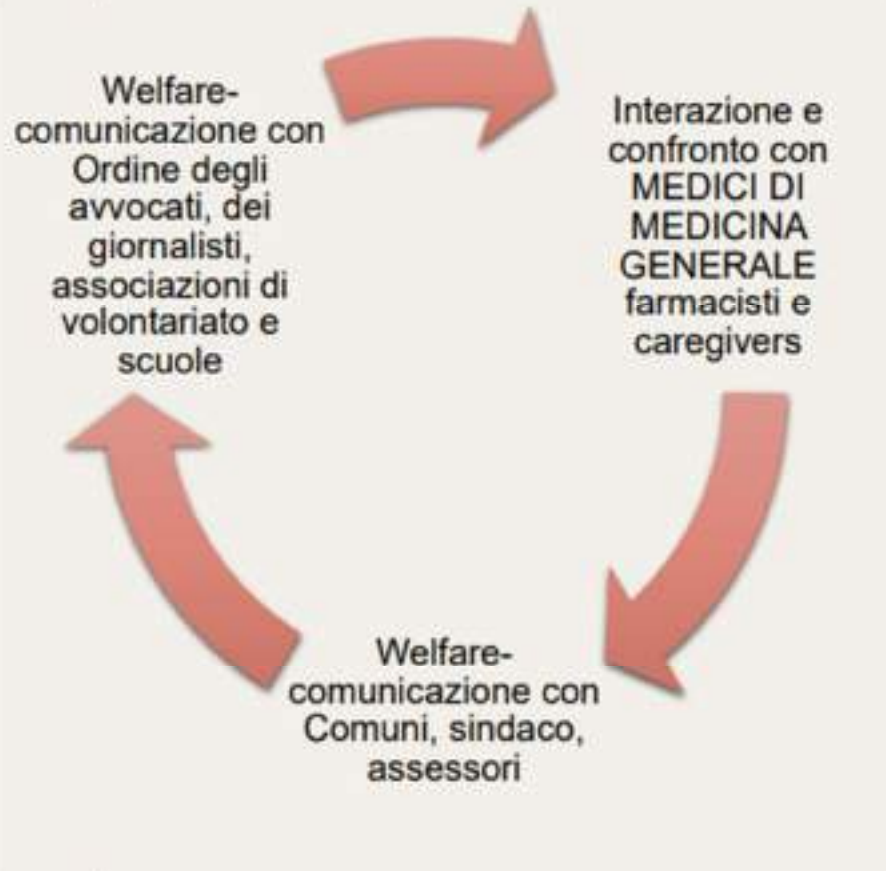 Welfare-
comunicazione con
Ordine degli
avvocati, dei
giornalisti,
associazioni di
volontariato e
scuole
Interazione e
confronto con
MEDICI DI
MEDICINA
GENERALE
farmacisti e
caregivers
Welfare-
comunicazione con
Comuni, sindaco,
assessori